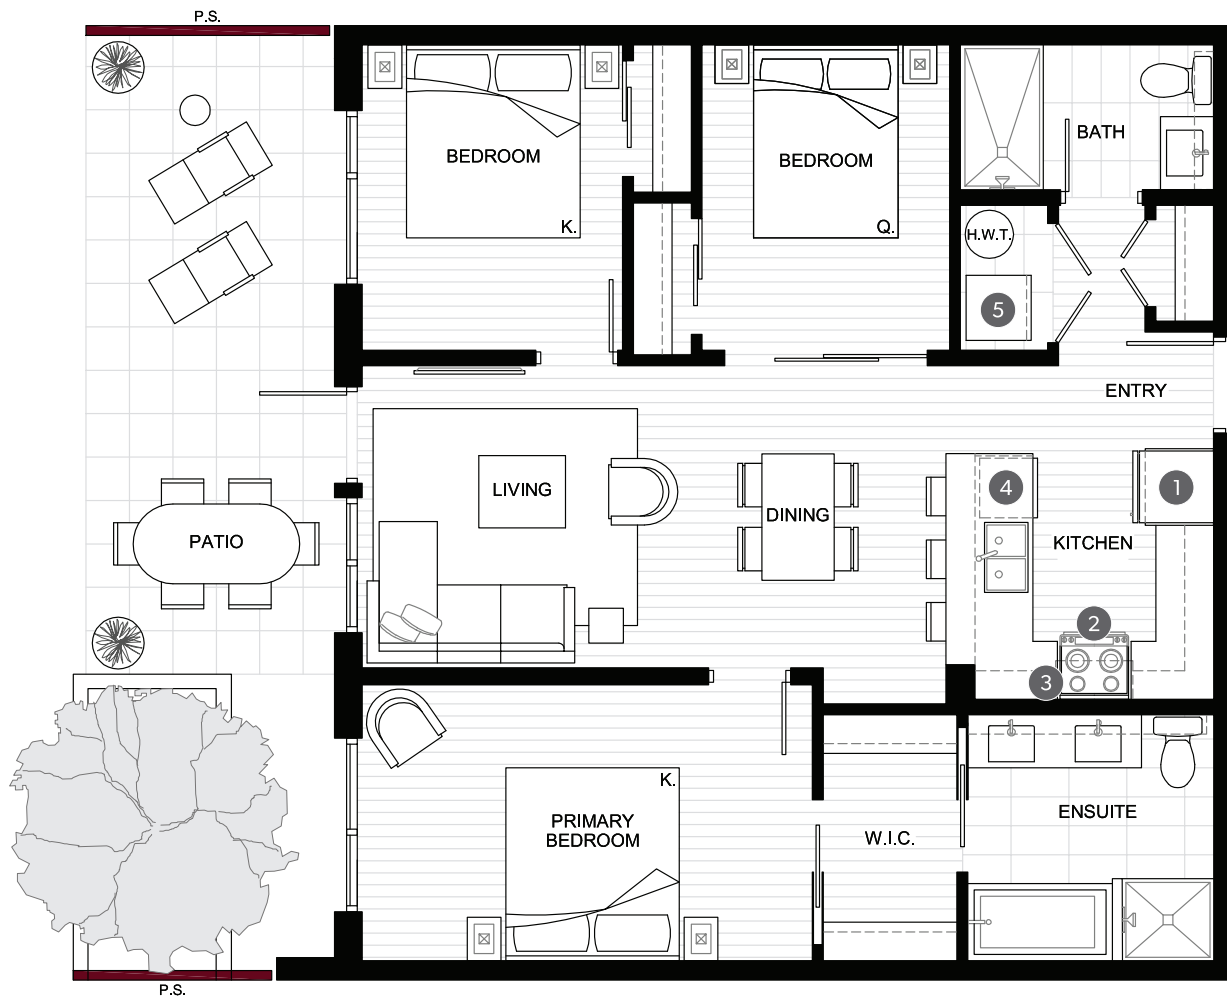 P.S.
BEDROOM
K.
BEDROOM
Q.
BATH
H.W.T.
5
ENTRY
LIVING
DINING
4
1
KITCHEN
PATIO
2
3
K.
PRIMARY
BEDROOM
W.I.C.
ENSUITE
P.S.